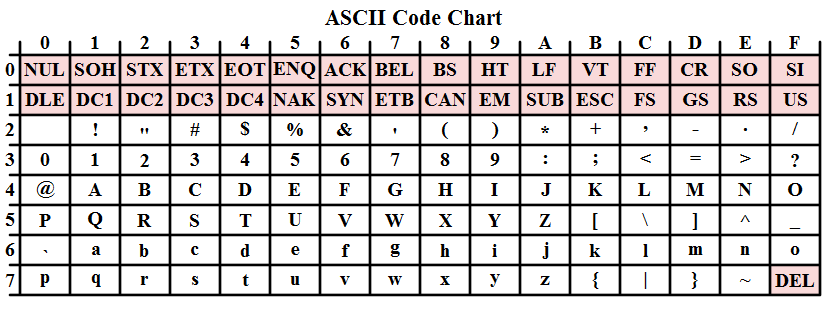 ASCII Code Chart
0 1 2 3 4 5 6 7 8 9 A B C D E F
0 NUL SOH STX ETX EOT ENQ ACK BEL BS HT LF VT FF CR SO SI
1 DLE DC1 DC2 DC3 DC4 NAK SYN ETB CAN EM SUB ESC FS GS RS US
2 ! " # $ % & ' ( ) * + , - . /
3 0 1 2 3 4 5 6 7 8 9 : ; < = > ?
4 @ A B C D E F G H I J K L M N O
5 P Q R S T U V W X Y Z [ \ ] ^ _
6 ` a b c d e f g h i j k l m n o
7 p q r s t u v w x y z { | } ~ DEL